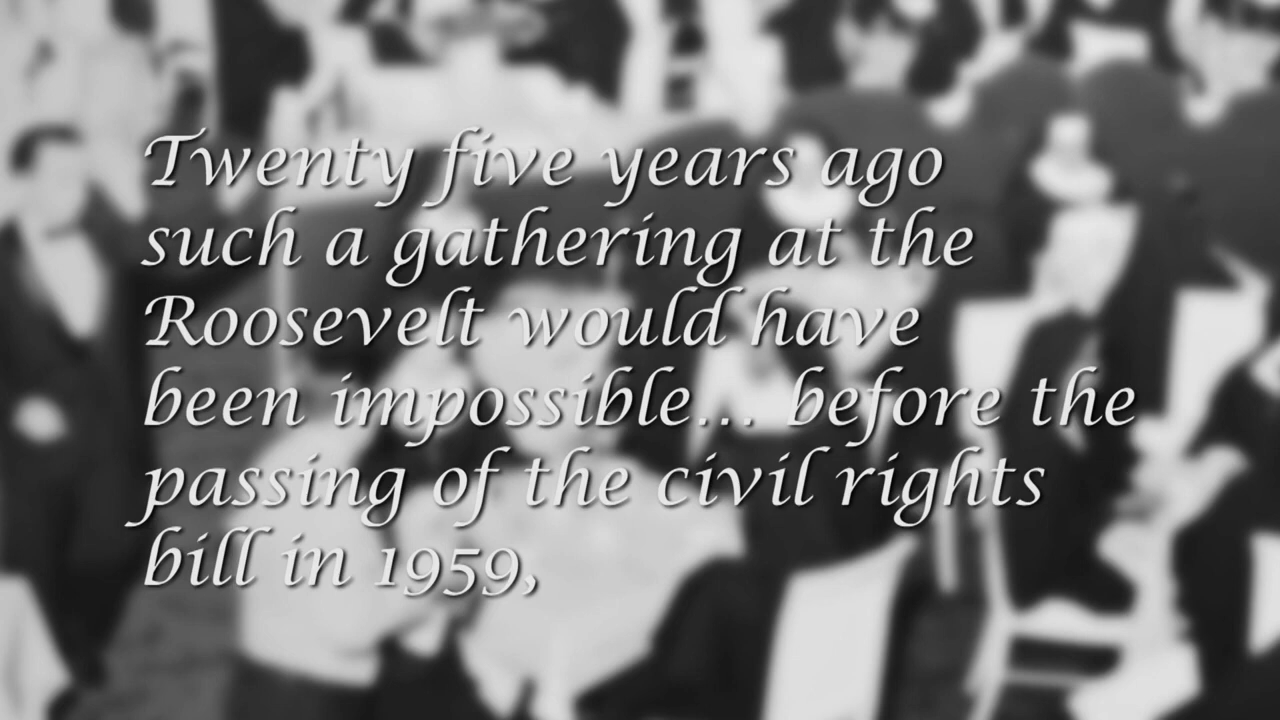 Twenty five years ago
such a gathering at the
Roosevelt would have
been impossible... before the
passing of the civil rights
bill in 1959,